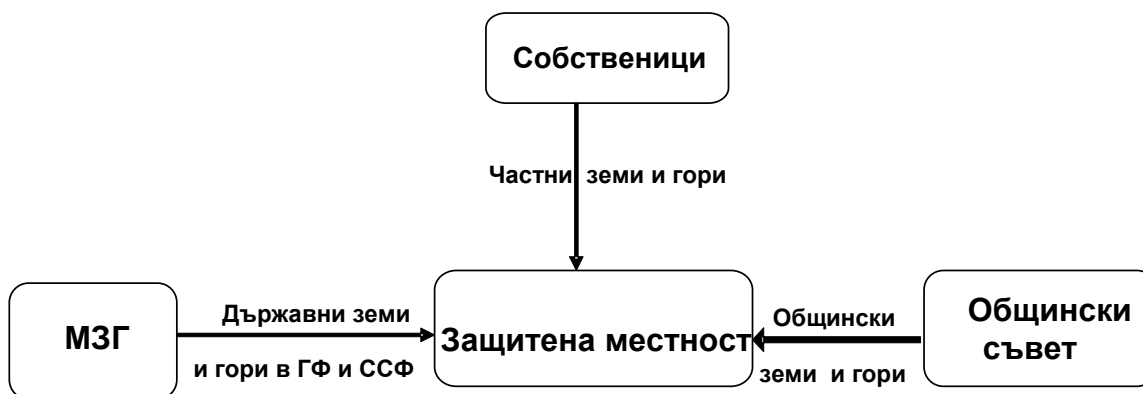 Собственици
Частни земи и гори
МЗГ
Държавни земи
и гори в ГФ и ССФ
Защитена местност
Общински
земи и гори
Общински
съвет